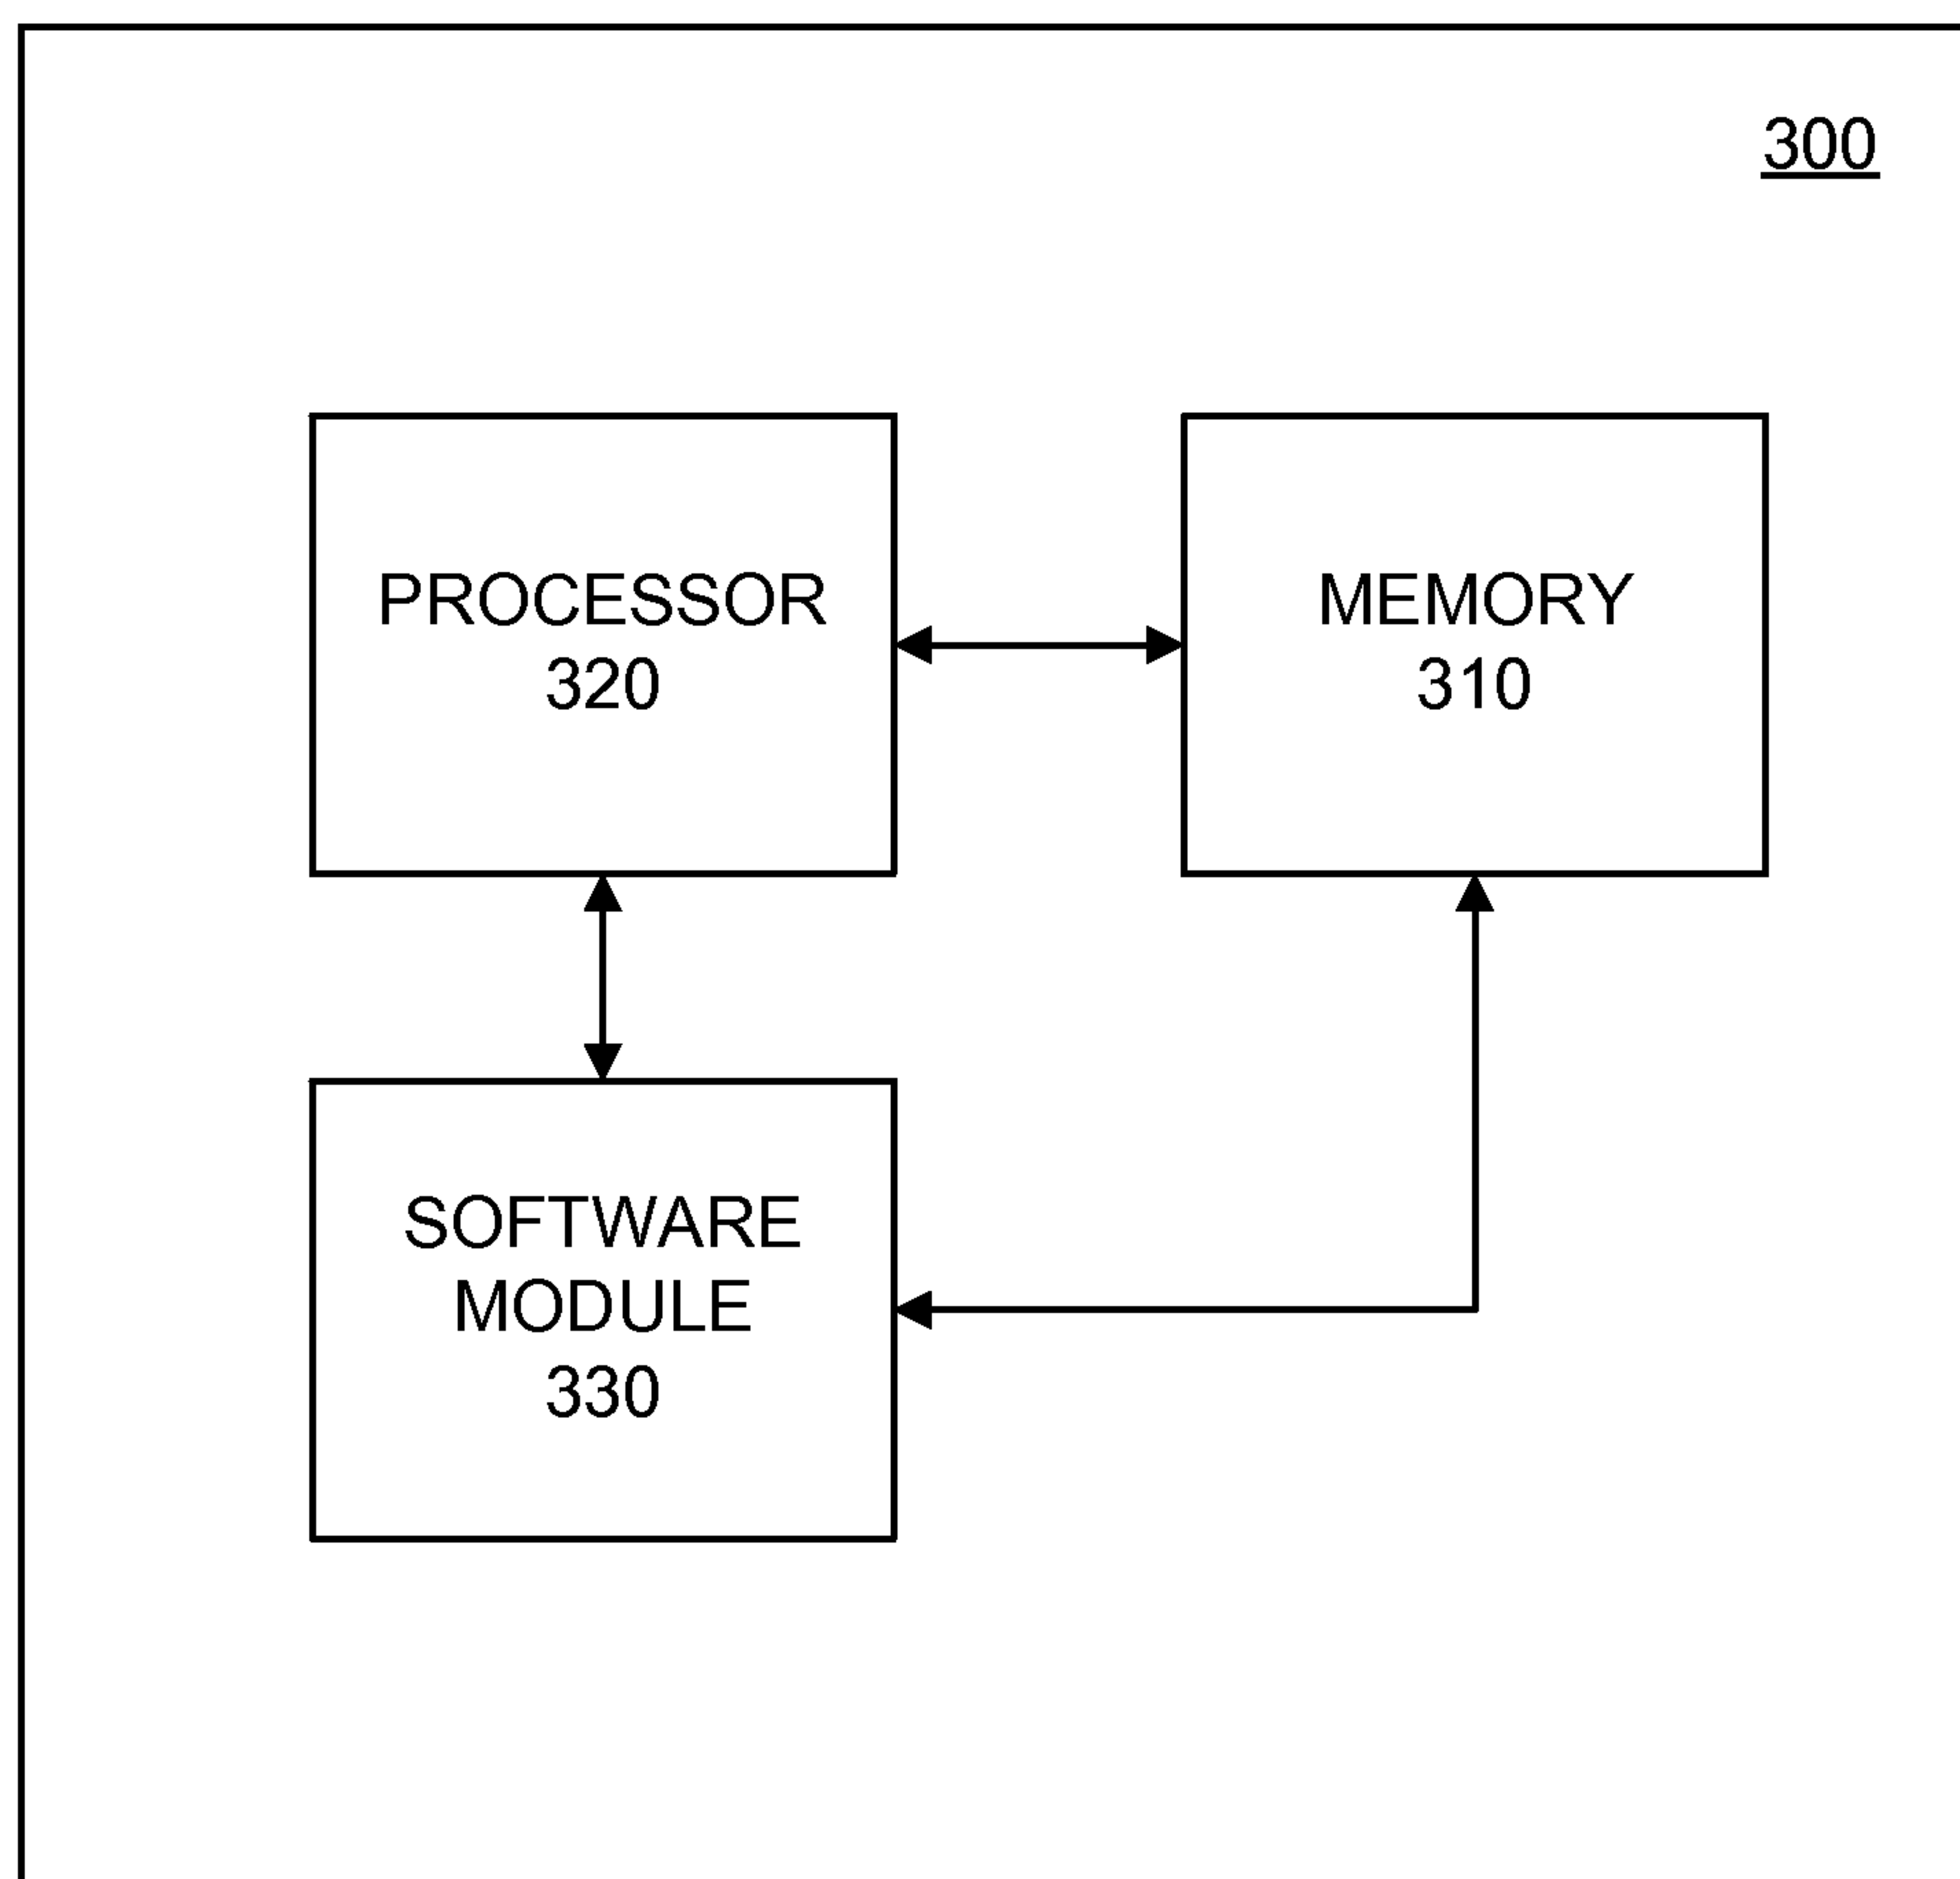 300
PROCESSOR
320
MEMORY
310
SOFTWARE
MODULE
330